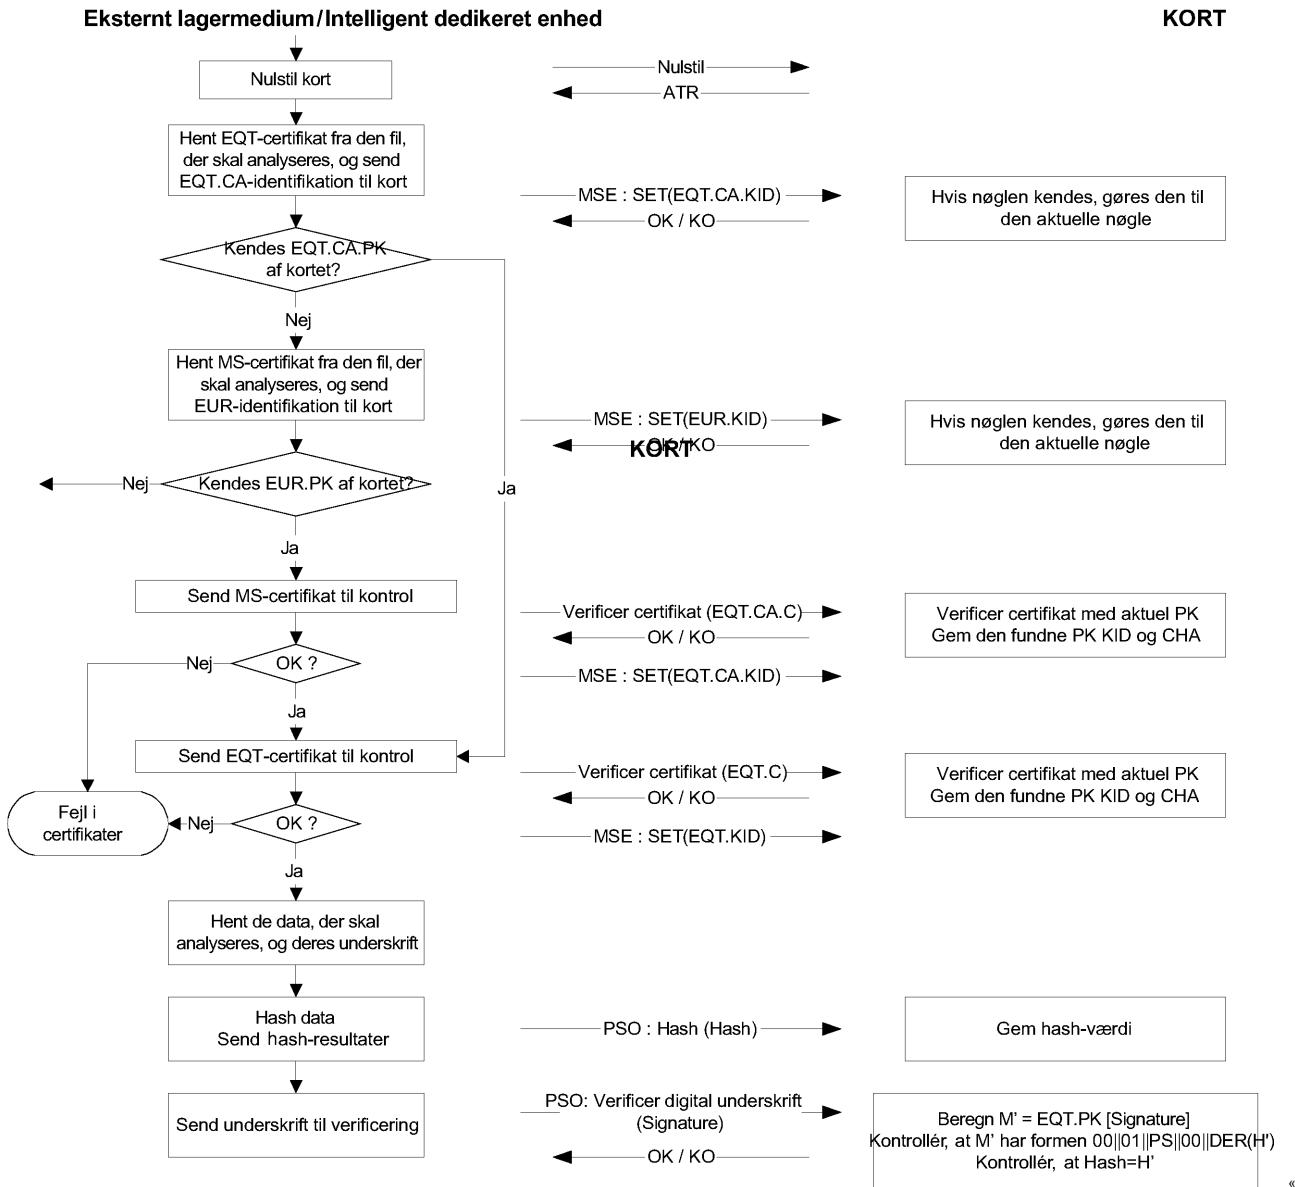 Eksternt lagermedium/Intelligent dedikeret enhed
KORT
Nulstil kort
Nulstil
ATR
Hent EQT-certifikat fra den fil,
der skal analyseres, og send
EQT.CA-identifikation til kort
MSE : SET(EQT.CA.KID)
OK / KO
Hvis nøglen kendes, gøres den til
den aktuelle nøgle
Kendes EQT.CA.PK
af kortet?
Nej
Hent MS-certifikat fra den fil, der
skal analyseres, og send
EUR-identifikation til kort
MSE : SET(EUR.KID)
OK / KO
KORT
Hvis nøglen kendes, gøres den til
den aktuelle nøgle
Nej
Kendes EUR.PK af kortet?
Ja
Ja
Send MS-certifikat til kontrol
Verificer certifikat (EQT.CA.C)
OK / KO
Verificer certifikat med aktuel PK
Gem den fundne PK KID og CHA
Nej
OK ?
MSE : SET(EQT.CA.KID)
Ja
Send EQT-certifikat til kontrol
Verificer certifikat (EQT.C)
OK / KO
Verificer certifikat med aktuel PK
Gem den fundne PK KID og CHA
Fejl i
certifikater
Nej
OK ?
MSE : SET(EQT.KID)
Ja
Hent de data, der skal
analyseres, og deres underskrift
Hash data
Send hash-resultater
PSO : Hash (Hash)
Gem hash-værdi
Send underskrift til verificering
PSO: Verificer digital underskrift
(Signature)
OK / KO
Beregn M' = EQT.PK [Signature]
Kontrollér, at M' har formen 00||01||PS||00||DER(H')
Kontrollér, at Hash=H'
«